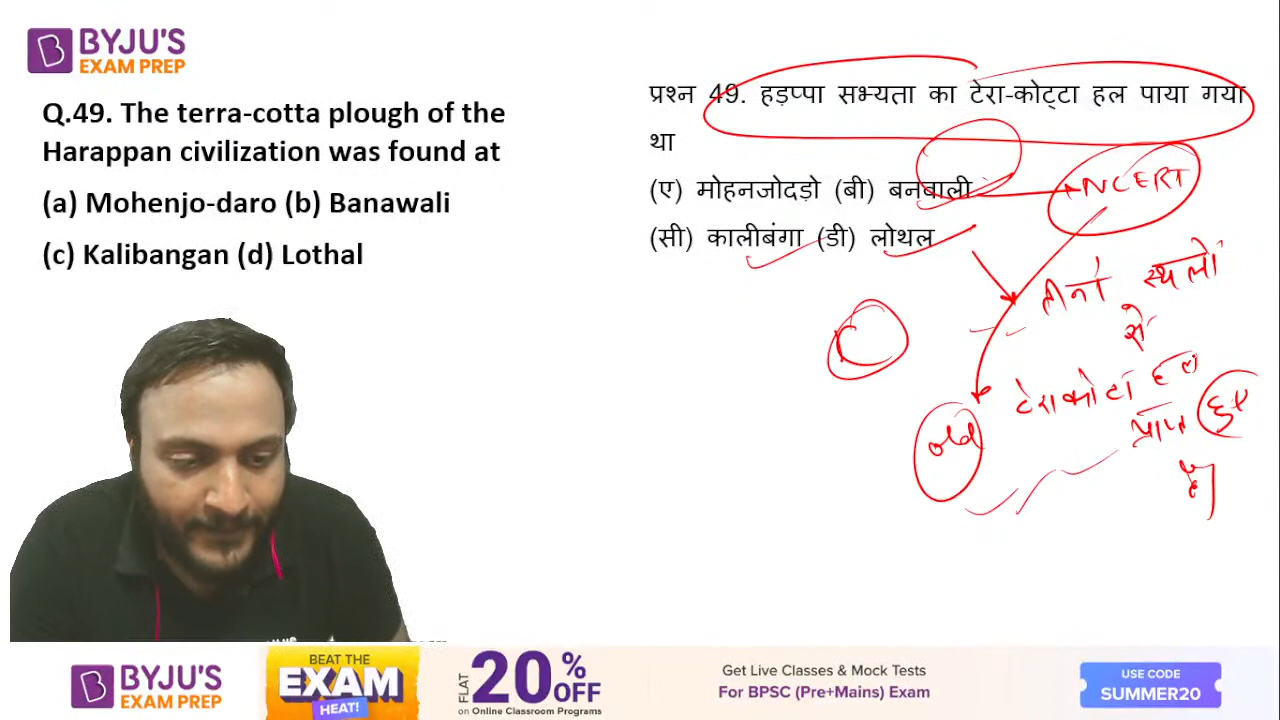 BYJU'S
EXAM PREP
Q.49. The terra-cotta plough of the
Harappan civilization was found at
(a) Mohenjo-daro (b) Banawali
(c) Kalibangan (d) Lothal
प्रश्न 49. हड़प्पा सभ्यता का टेरा-कोट्टा हल पाया गया
था
(ए) मोहनजोदड़ो (बी) बनवाली
(सी) कालीबंगा (डी) लोथल
NCERT
तीनों स्थलों
से
टेराकोटा हल
प्राप्त हुए
है
C
old
BYJU'S
EXAM PREP
BEAT THE
EXAM
HEAT!
FLAT 20% OFF
on Online Classroom Programs
Get Live Classes & Mock Tests
For BPSC (Pre+Mains) Exam
USE CODE
SUMMER20